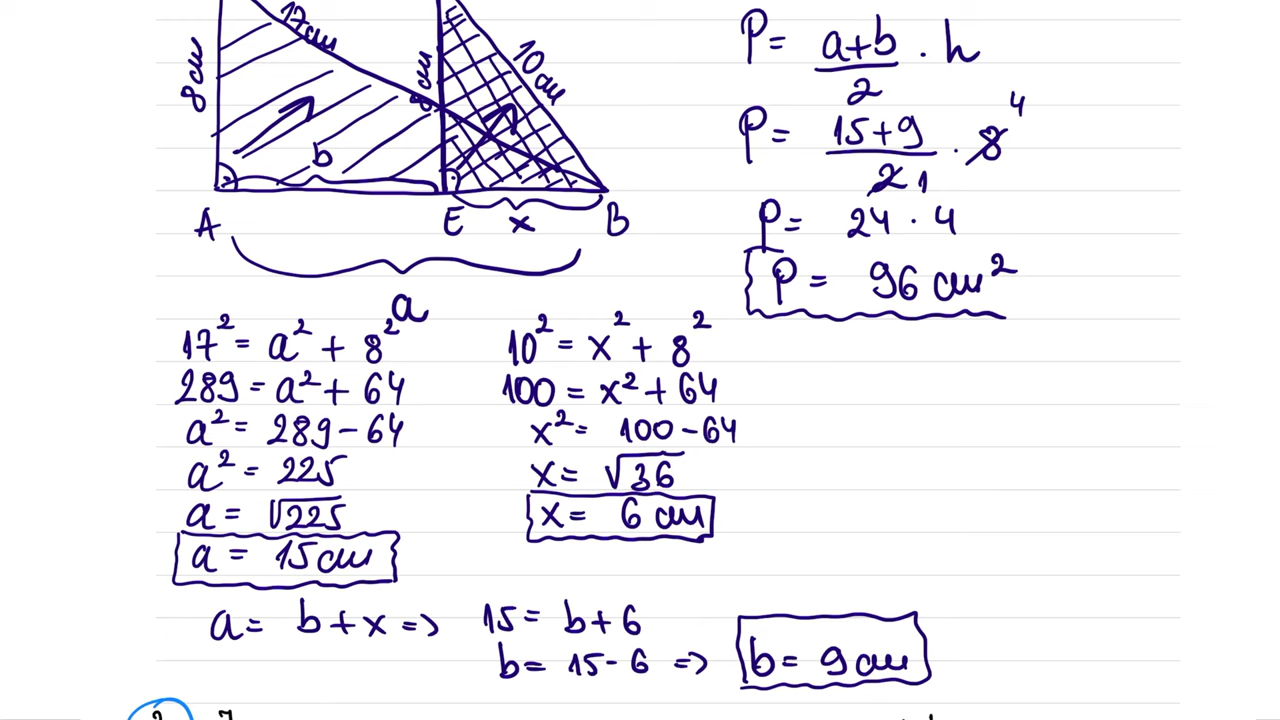 17cm
8cm
8cm
10cm
b
A E x B
a
17² = a² + 8²
289 = a² + 64
a² = 289 - 64
a² = 225
a = √225
a = 15cm
10² = x² + 8²
100 = x² + 64
x² = 100 - 64
x = √36
x = 6 cm
a = b + x => 15 = b + 6
b = 15 - 6 => b = 9cm
P = (a+b)/2 · h
P = (15+9)/2 1 · 8 4
P = 24 · 4
P = 96 cm²